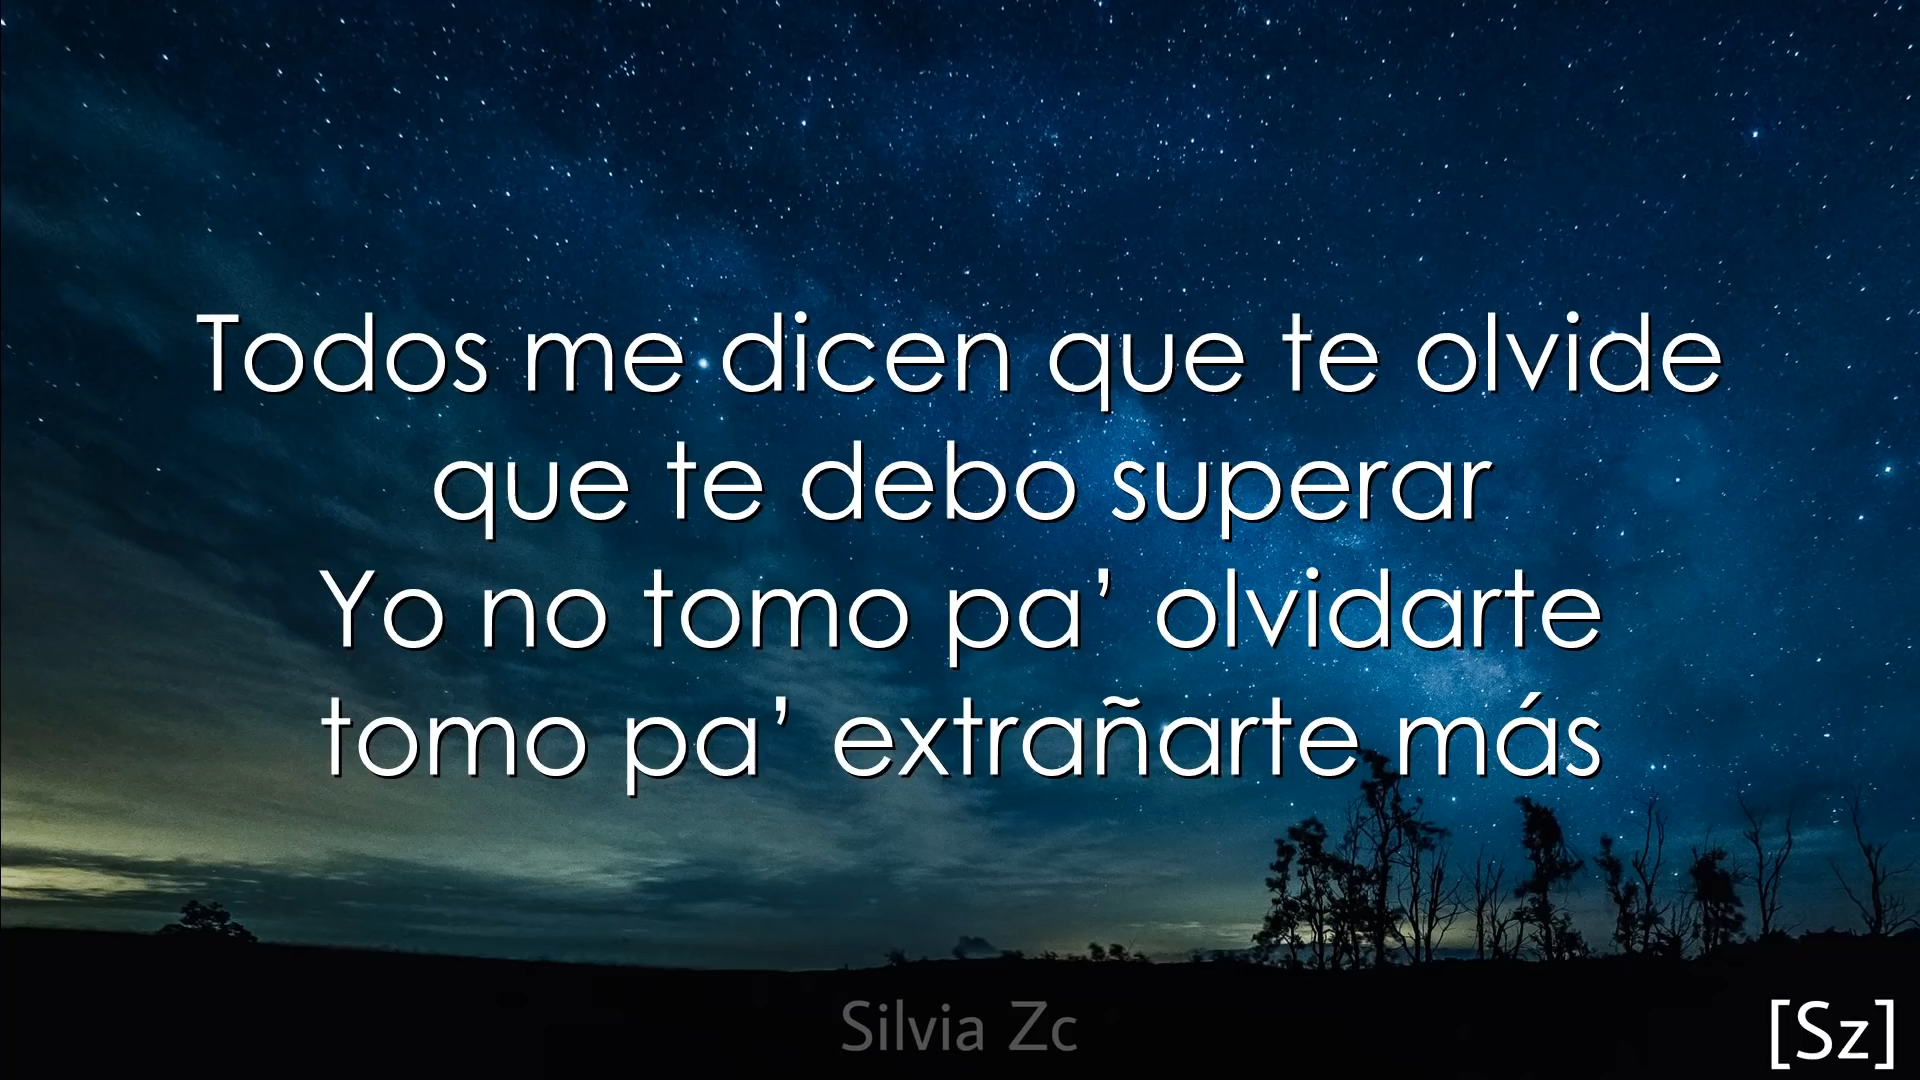 Todos me dicen que te olvide
que te debo superar
Yo no tomo pa’ olvidarte
tomo pa’ extrañarte más
Silvia Zc
[Sz]